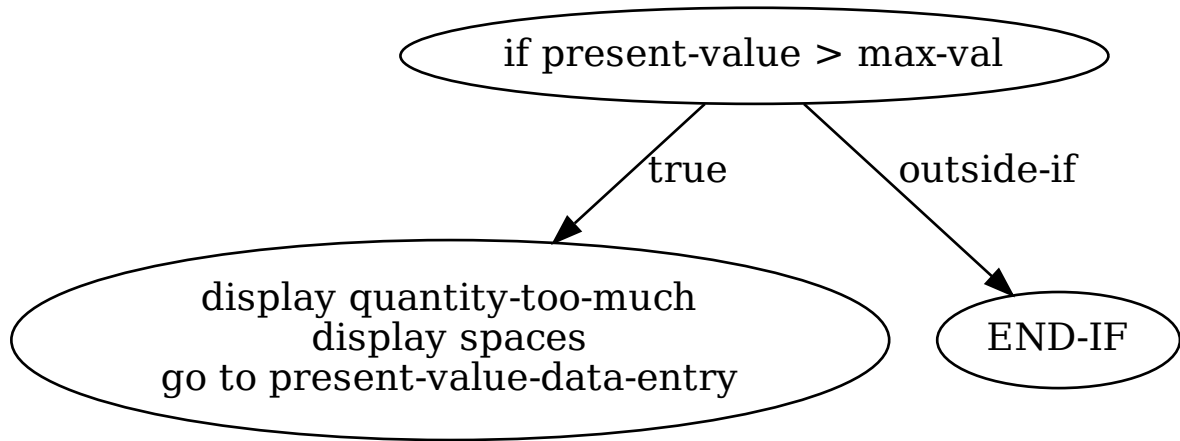 if present-value > max-val
true
outside-if
display quantity-too-much
display spaces
go to present-value-data-entry
END-IF